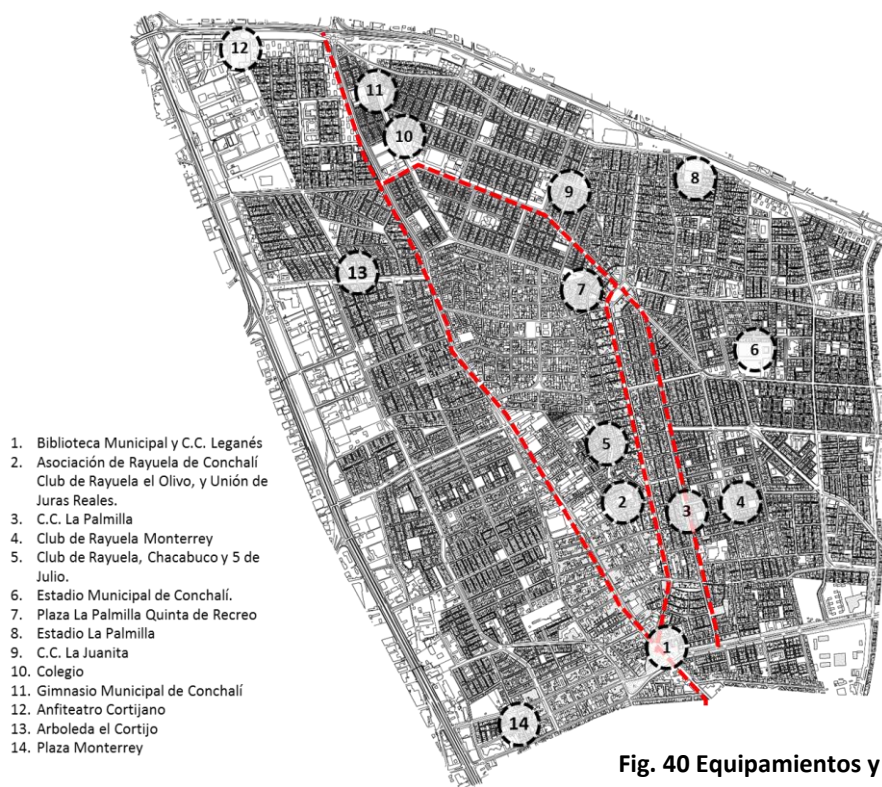 12
11
10
9
8
13
7
6
5
2
3
4
1
14
1. Biblioteca Municipal y C.C. Leganés
2. Asociación de Rayuela de Conchalí
Club de Rayuela el Olivo, y Unión de
Juras Reales.
3. C.C. La Palmilla
4. Club de Rayuela Monterrey
5. Club de Rayuela, Chacabuco y 5 de
Julio.
6. Estadio Municipal de Conchalí.
7. Plaza La Palmilla Quinta de Recreo
8. Estadio La Palmilla
9. C.C. La Juanita
10. Colegio
11. Gimnasio Municipal de Conchalí
12. Anfiteatro Cortijano
13. Arboleda el Cortijo
14. Plaza Monterrey
Fig. 40 Equipamientos y